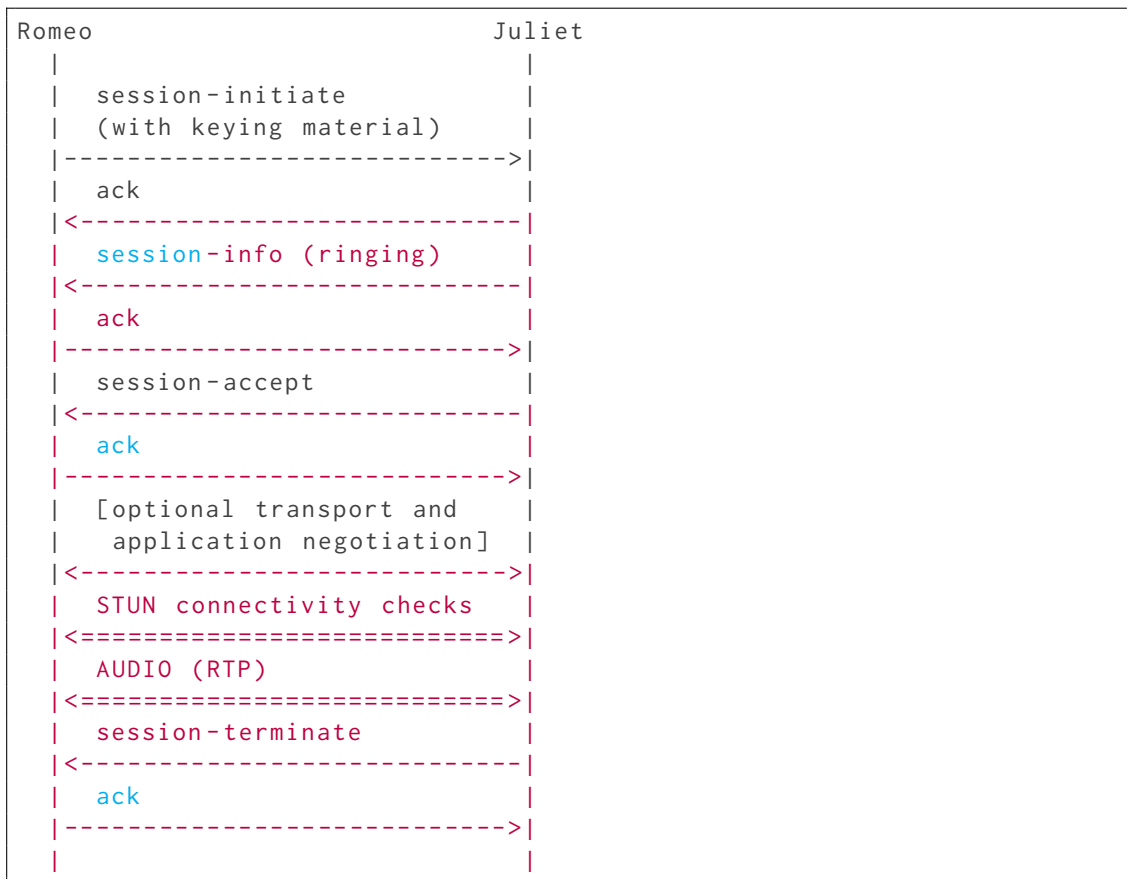 Romeo                         Juliet
  |                             |
  |  session-initiate           |
  |  (with keying material)     |
  |---------------------------->|
  |  ack                        |
  |<----------------------------|
  |  session-info (ringing)     |
  |<----------------------------|
  |  ack                        |
  |---------------------------->|
  |  session-accept             |
  |<----------------------------|
  |  ack                        |
  |---------------------------->|
  |  [optional transport and    |
  |   application negotiation]  |
  |<--------------------------->|
  |  STUN connectivity checks   |
  |<===========================>|
  |  AUDIO (RTP)                |
  |<===========================>|
  |  session-terminate          |
  |<----------------------------|
  |  ack                        |
  |---------------------------->|
  |                             |